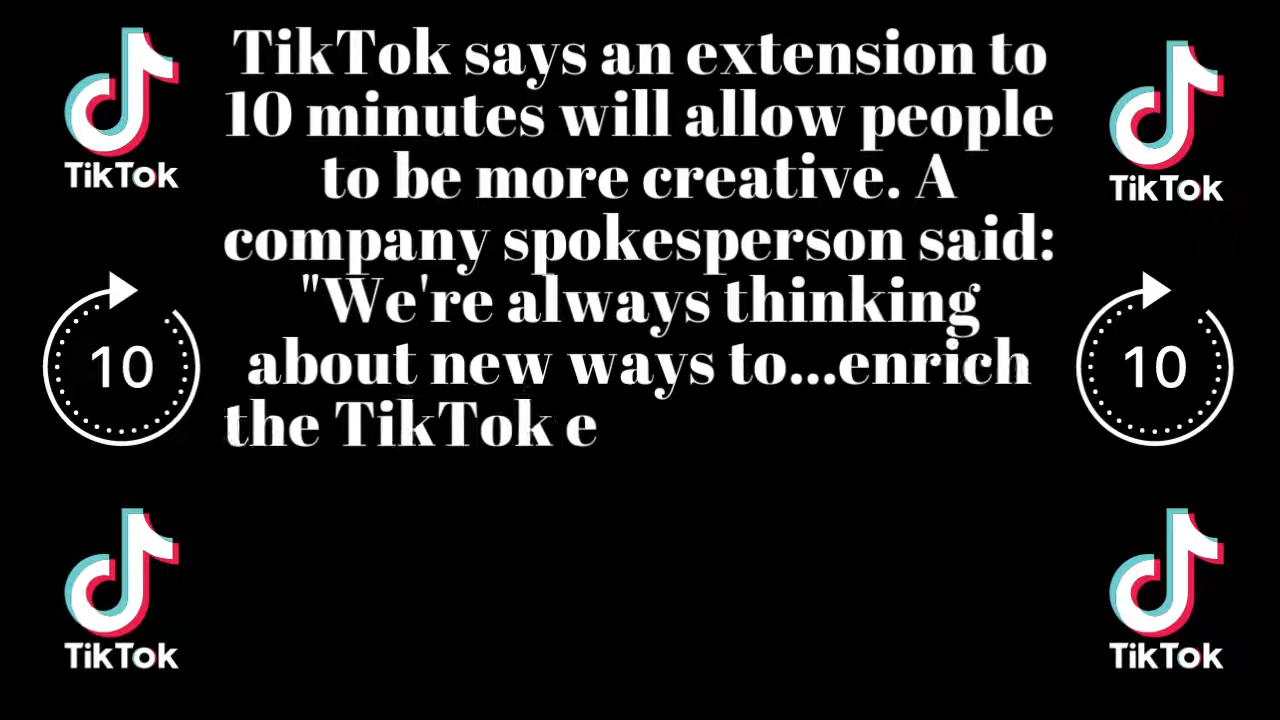 TikTok says an extension to
10 minutes will allow people
to be more creative. A
company spokesperson said:
"We're always thinking
about new ways to...enrich
the TikTok e
TikTok
TikTok
10
10
TikTok
TikTok